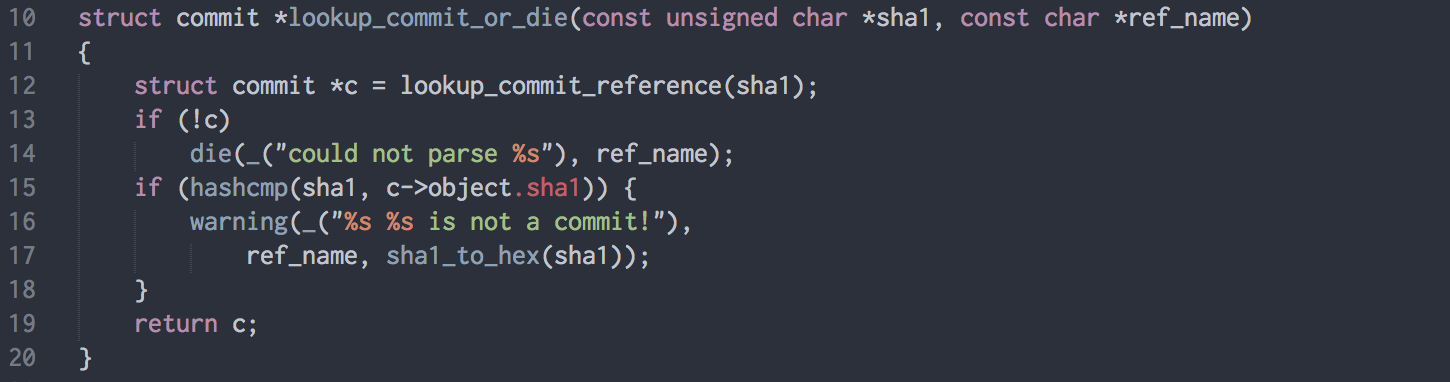 10 struct commit *lookup_commit_or_die(const unsigned char *sha1, const char *ref_name)
11 {
12     struct commit *c = lookup_commit_reference(sha1);
13     if (!c)
14         die(_("could not parse %s"), ref_name);
15     if (hashcmp(sha1, c->object.sha1)) {
16         warning(_("%s %s is not a commit!"),
17             ref_name, sha1_to_hex(sha1));
18     }
19     return c;
20 }